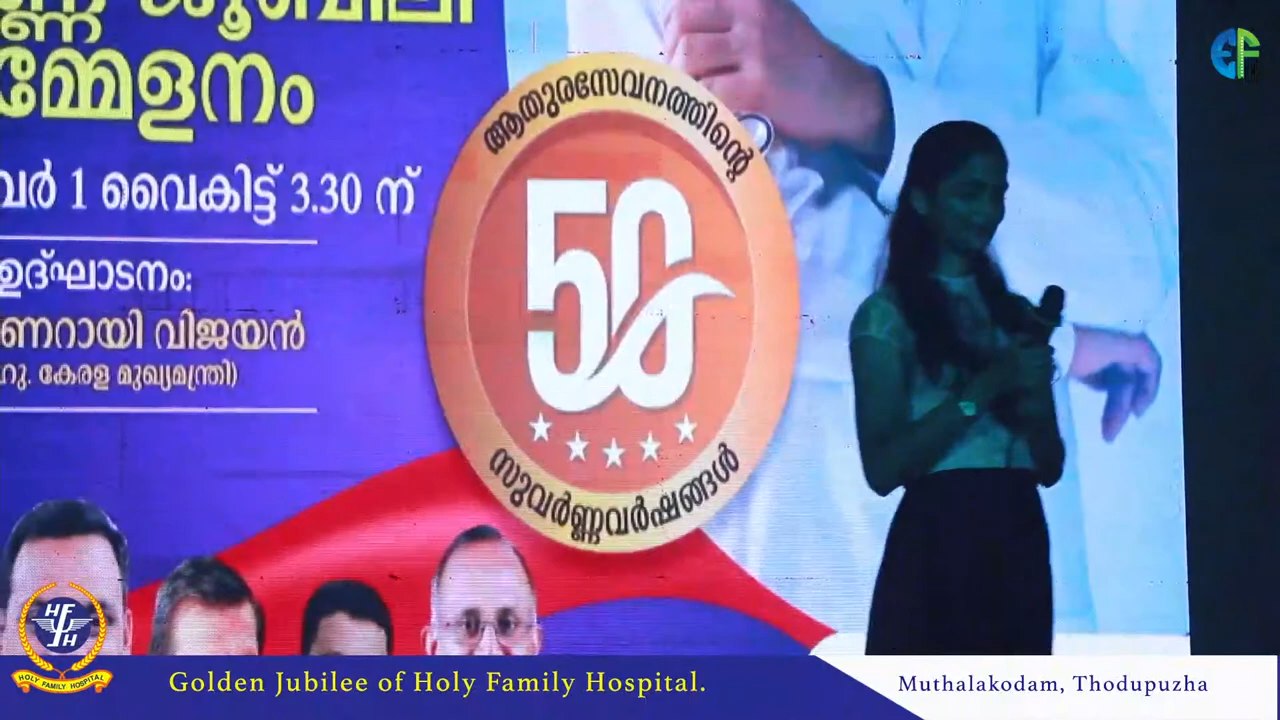 മ്മേളനം
വർ 1 വൈകിട്ട് 3.30 ന്
ഉദ്ഘാടനം:
ണറായി വിജയൻ
ഹു. കേരള മുഖ്യമന്ത്രി)
ആതുരസേവനത്തിന്റെ
50
സുവർണ്ണവർഷങ്ങൾ
EF
HFH
HOLY FAMILY HOSPITAL
Golden Jubilee of Holy Family Hospital.
Muthalakodam, Thodupuzha